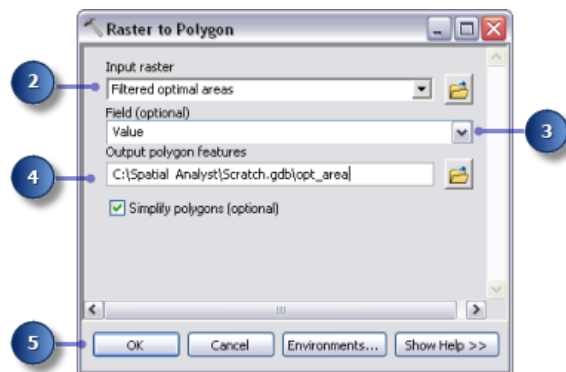 Raster to Polygon
Input raster
2
Filtered optimal areas
Field (optional)
Value
3
Output polygon features
4
C:\Spatial Analyst\Scratch.gdb\opt_area
Simplify polygons (optional)
5
OK Cancel Environments... Show Help >>